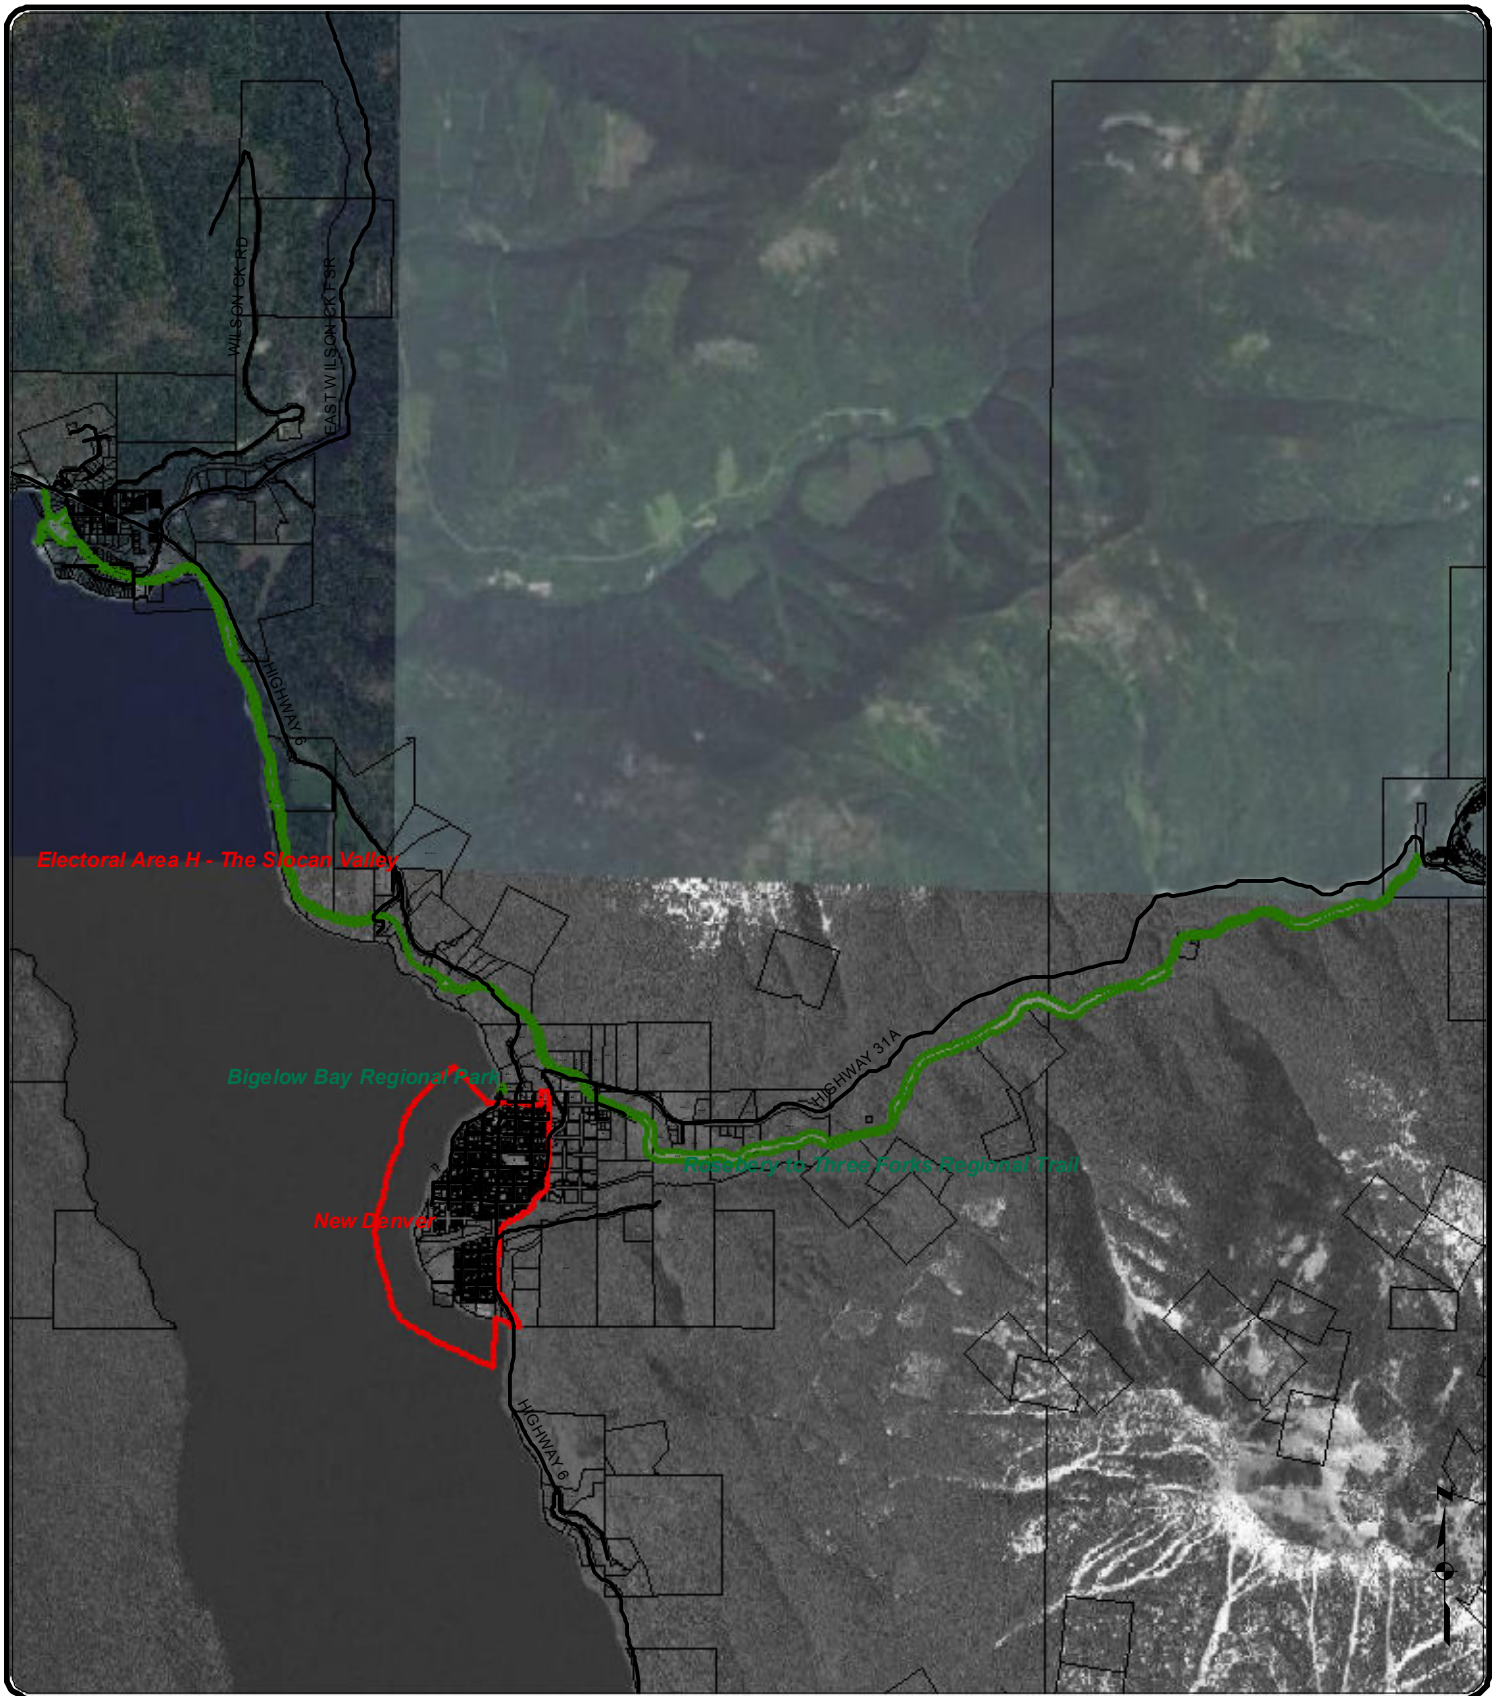 WILSON CK RD
EAST WILSON CK FSR
HIGHWAY 6
Electoral Area H - The Slocan Valley
HIGHWAY 31A
Bigelow Bay Regional Park
Rosebery to Three Forks Regional Trail
New Denver
HIGHWAY 6
N